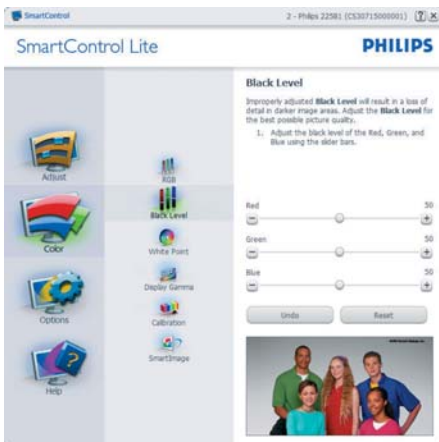 SmartControl
2 - Philips 225B1 (CS30715000001)
SmartControl Lite
PHILIPS
Adjust
Color
Options
Help
RGB
Black Level
White Point
Display Gamma
Calibration
SmartImage
Black Level
Improperly adjusted Black Level will result in a loss of
detail in darker image areas. Adjust the Black Level for
the best possible picture quality.
1. Adjust the black level of the Red, Green, and
Blue using the slider bars.
Red 50
Green 50
Blue 50
Undo Reset